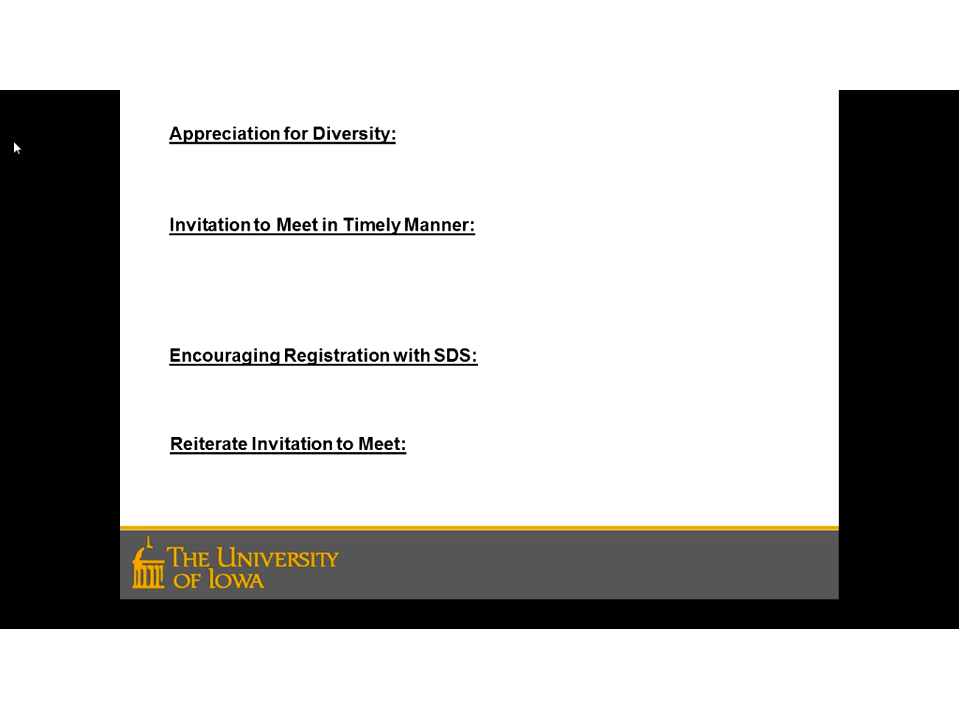 Appreciation for Diversity:
Invitation to Meet in Timely Manner:
Encouraging Registration with SDS:
Reiterate Invitation to Meet:
THE UNIVERSITY
OF IOWA